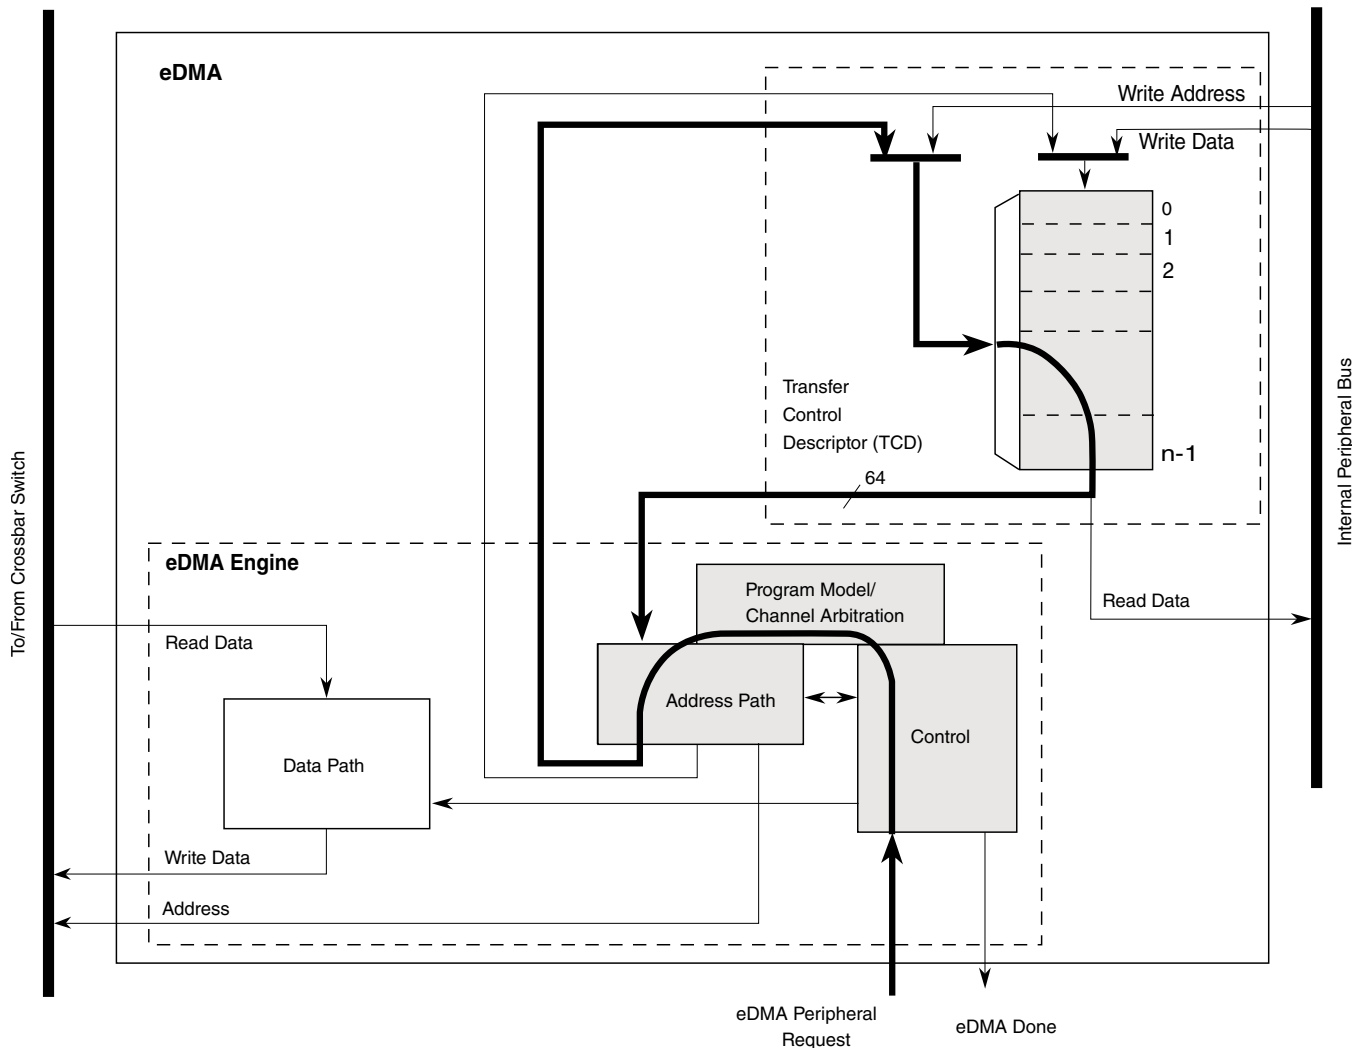 eDMA
Write Address
Write Data
0
1
2
n-1
Transfer
Control
Descriptor (TCD)
64
To/From Crossbar Switch
Internal Peripheral Bus
eDMA Engine
Program Model/
Channel Arbitration
Read Data
Read Data
Address Path
Control
Data Path
Write Data
Address
eDMA Peripheral
Request
eDMA Done